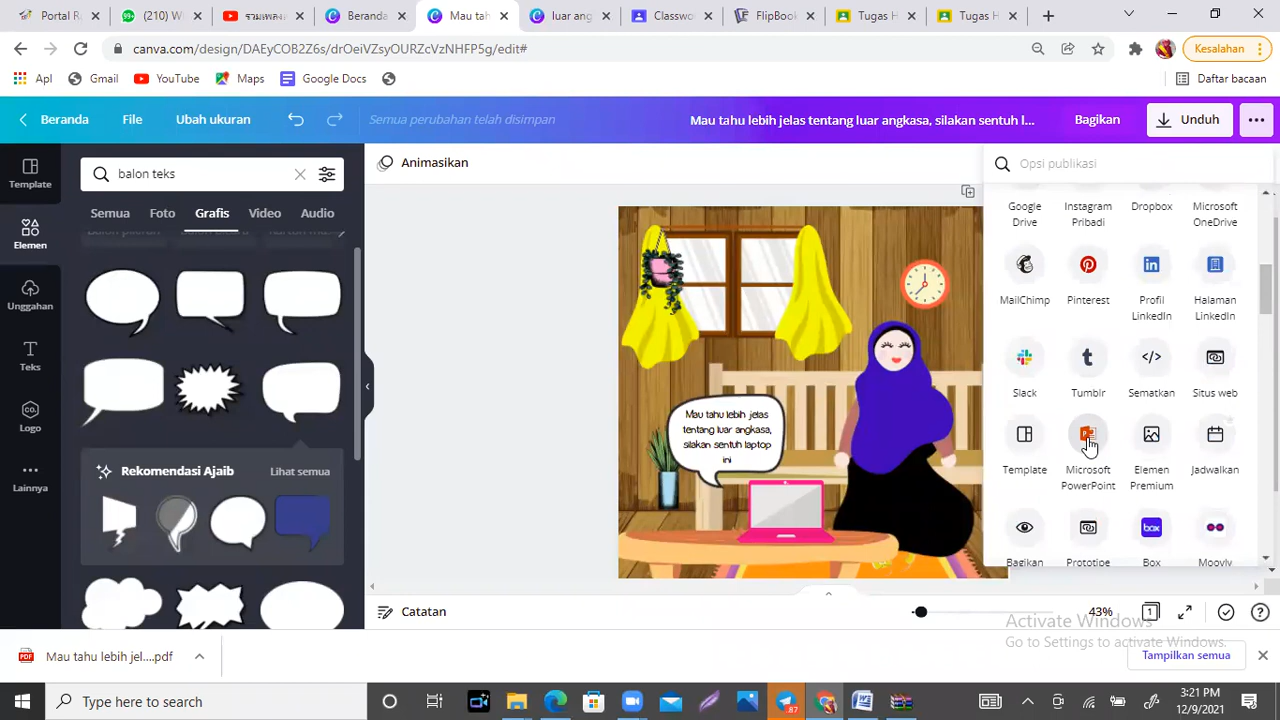 Portal R
(110) W
Beranda
Mau tah
luar ang
Classwo
FlipBook
Tugas H
Tugas H
canva.com/design/DAEyCOB2Z6s/drOeiVZsyOURZcVzNHFP5g/edit#
Kesalahan
Apl
Gmail
YouTube
Maps
Google Docs
Daftar bacaan
Beranda
File
Ubah ukuran
Semua perubahan telah disimpan
Mau tahu lebih jelas tentang luar angkasa, silakan sentuh l...
Bagikan
Unduh
Template
Elemen
Unggahan
Teks
CO.
Logo
Lainnya
balon teks
Semua
Foto
Grafis
Video
Audio
Rekomendasi Ajaib
Lihat semua
Animasikan
Mau tahu lebih jelas
tentang luar angkasa,
silakan sentuh laptop
ini
Opsi publikasi
Google
Drive
Instagram
Pribadi
Dropbox
Microsoft
OneDrive
MailChimp
Pinterest
Profil
LinkedIn
Halaman
LinkedIn
Slack
Tumblr
Sematkan
Situs web
Template
Microsoft
PowerPoint
Elemen
Premium
Jadwalkan
Bagikan
Prototipe
box
Box
Catatan
43%
1
Activate Windows
Go to Settings to activate Windows.
Mau tahu lebih jel....pdf
Tampilkan semua
Type here to search
87
3:21 PM
12/9/2021